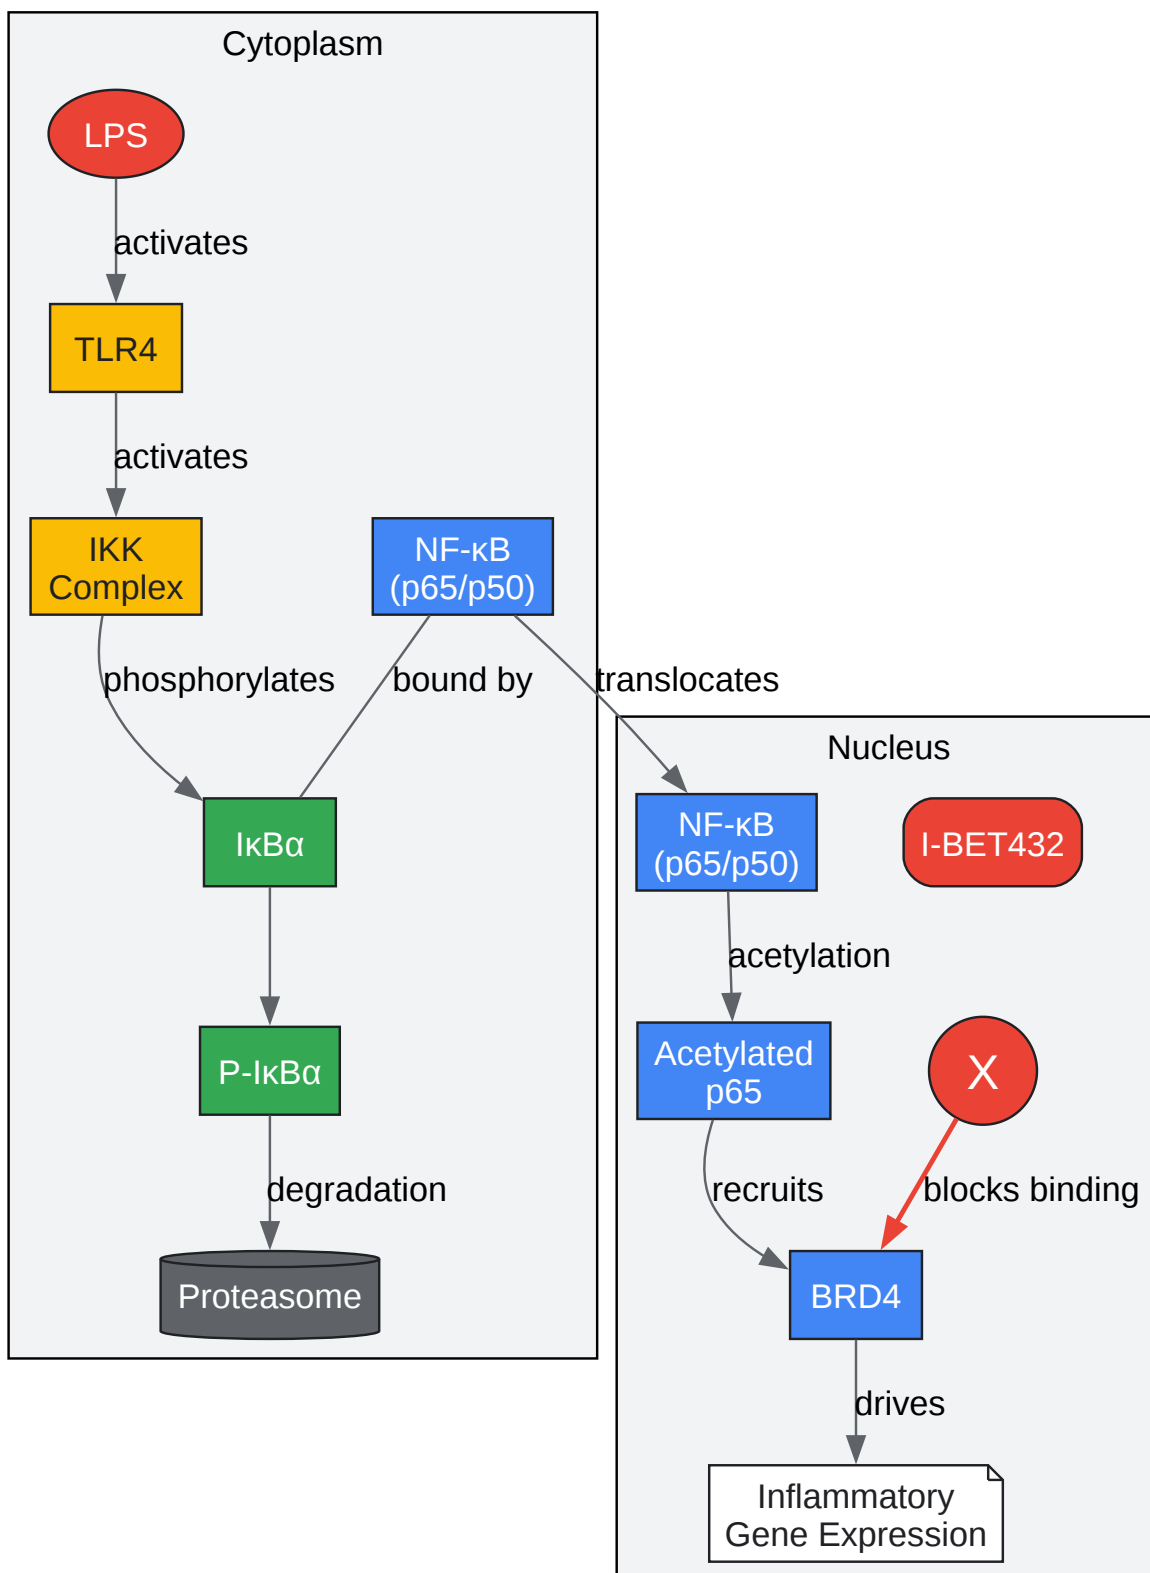 Cytoplasm
LPS
activates
TLR4
activates
IKK
Complex
NF-κB
(p65/p50)
phosphorylates
bound by
translocates
Nucleus
IκBα
NF-κB
(p65/p50)
I-BET432
acetylation
P-IκBα
Acetylated
p65
X
degradation
recruits
blocks binding
Proteasome
BRD4
drives
Inflammatory
Gene Expression